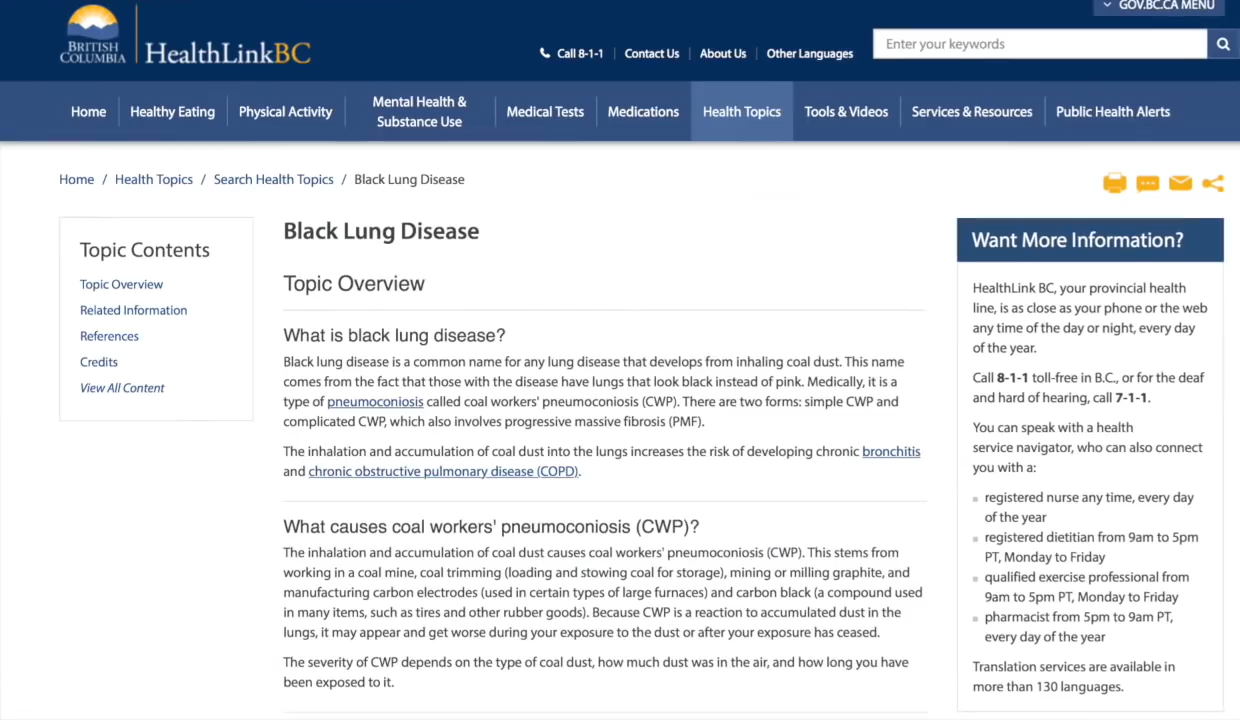 GOV.BC.CA MENU
BRITISH
COLUMBIA
HealthLinkBC
Call 8-1-1
Contact Us
About Us
Other Languages
Enter your keywords
Home
Healthy Eating
Physical Activity
Mental Health &
Substance Use
Medical Tests
Medications
Health Topics
Tools & Videos
Services & Resources
Public Health Alerts
Home / Health Topics / Search Health Topics / Black Lung Disease
Topic Contents
Topic Overview
Related Information
References
Credits
View All Content
Black Lung Disease
Topic Overview
What is black lung disease?
Black lung disease is a common name for any lung disease that develops from inhaling coal dust. This name
comes from the fact that those with the disease have lungs that look black instead of pink. Medically, it is a
type of pneumoconiosis called coal workers' pneumoconiosis (CWP). There are two forms: simple CWP and
complicated CWP, which also involves progressive massive fibrosis (PMF).
The inhalation and accumulation of coal dust into the lungs increases the risk of developing chronic bronchitis
and chronic obstructive pulmonary disease (COPD).
What causes coal workers' pneumoconiosis (CWP)?
The inhalation and accumulation of coal dust causes coal workers' pneumoconiosis (CWP). This stems from
working in a coal mine, coal trimming (loading and stowing coal for storage), mining or milling graphite, and
manufacturing carbon electrodes (used in certain types of large furnaces) and carbon black (a compound used
in many items, such as tires and other rubber goods). Because CWP is a reaction to accumulated dust in the
lungs, it may appear and get worse during your exposure to the dust or after your exposure has ceased.
The severity of CWP depends on the type of coal dust, how much dust was in the air, and how long you have
been exposed to it.
Want More Information?
HealthLink BC, your provincial health
line, is as close as your phone or the web
any time of the day or night, every day
of the year.
Call 8-1-1 toll-free in B.C., or for the deaf
and hard of hearing, call 7-1-1.
You can speak with a health
service navigator, who can also connect
you with a:
registered nurse any time, every day
of the year
registered dietitian from 9am to 5pm
PT, Monday to Friday
qualified exercise professional from
9am to 5pm PT, Monday to Friday
pharmacist from 5pm to 9am PT,
every day of the year
Translation services are available in
more than 130 languages.